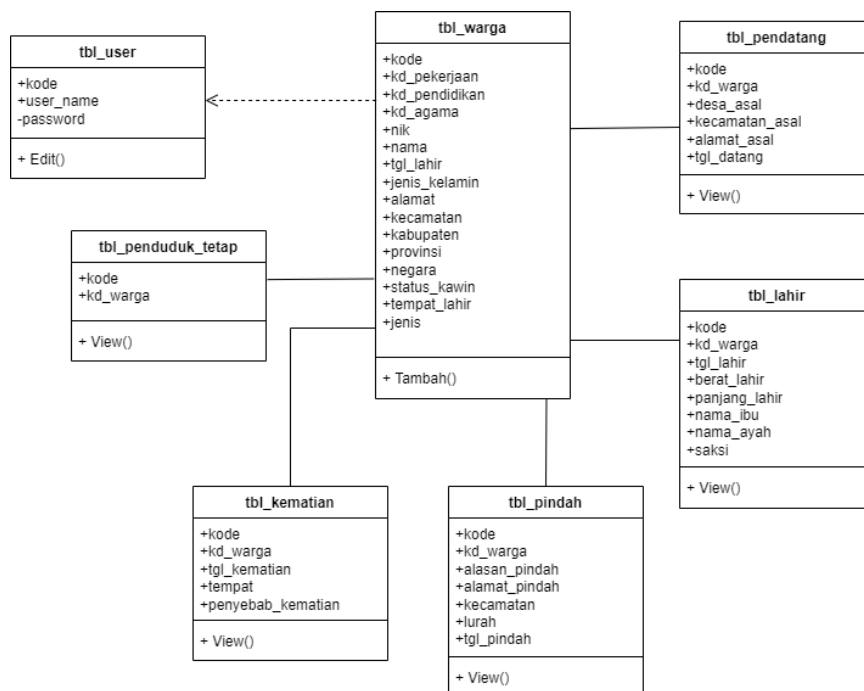 tbl_user
+kode
+user_name
-password
+ Edit()
tbl_warga
+kode
+kd_pekerjaan
+kd_pendidikan
+kd_agama
+nik
+nama
+tgl_lahir
+jenis_kelamin
+alamat
+kecamatan
+kabupaten
+provinsi
+negara
+status_kawin
+tempat_lahir
+jenis
+ Tambah()
tbl_pendatang
+kode
+kd_warga
+desa_asal
+kecamatan_asal
+alamat_asal
+tgl_datang
+ View()
tbl_penduduk_tetap
+kode
+kd_warga
+ View()
tbl_lahir
+kode
+kd_warga
+tgl_lahir
+berat_lahir
+panjang_lahir
+nama_ibu
+nama_ayah
+saksi
+ View()
tbl_kematian
+kode
+kd_warga
+tgl_kematian
+tempat
+penyebab_kematian
+ View()
tbl_pindah
+kode
+kd_warga
+alasan_pindah
+alamat_pindah
+kecamatan
+lurah
+tgl_pindah
+ View()